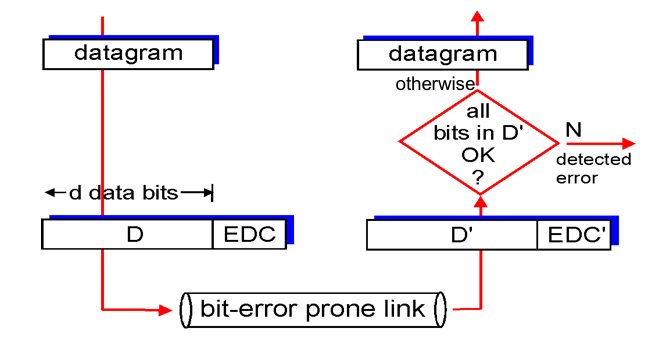 datagram
datagram
otherwise
all
bits in D'
OK
?
N
detected
error
d data bits
D
EDC
D'
EDC'
bit-error prone link